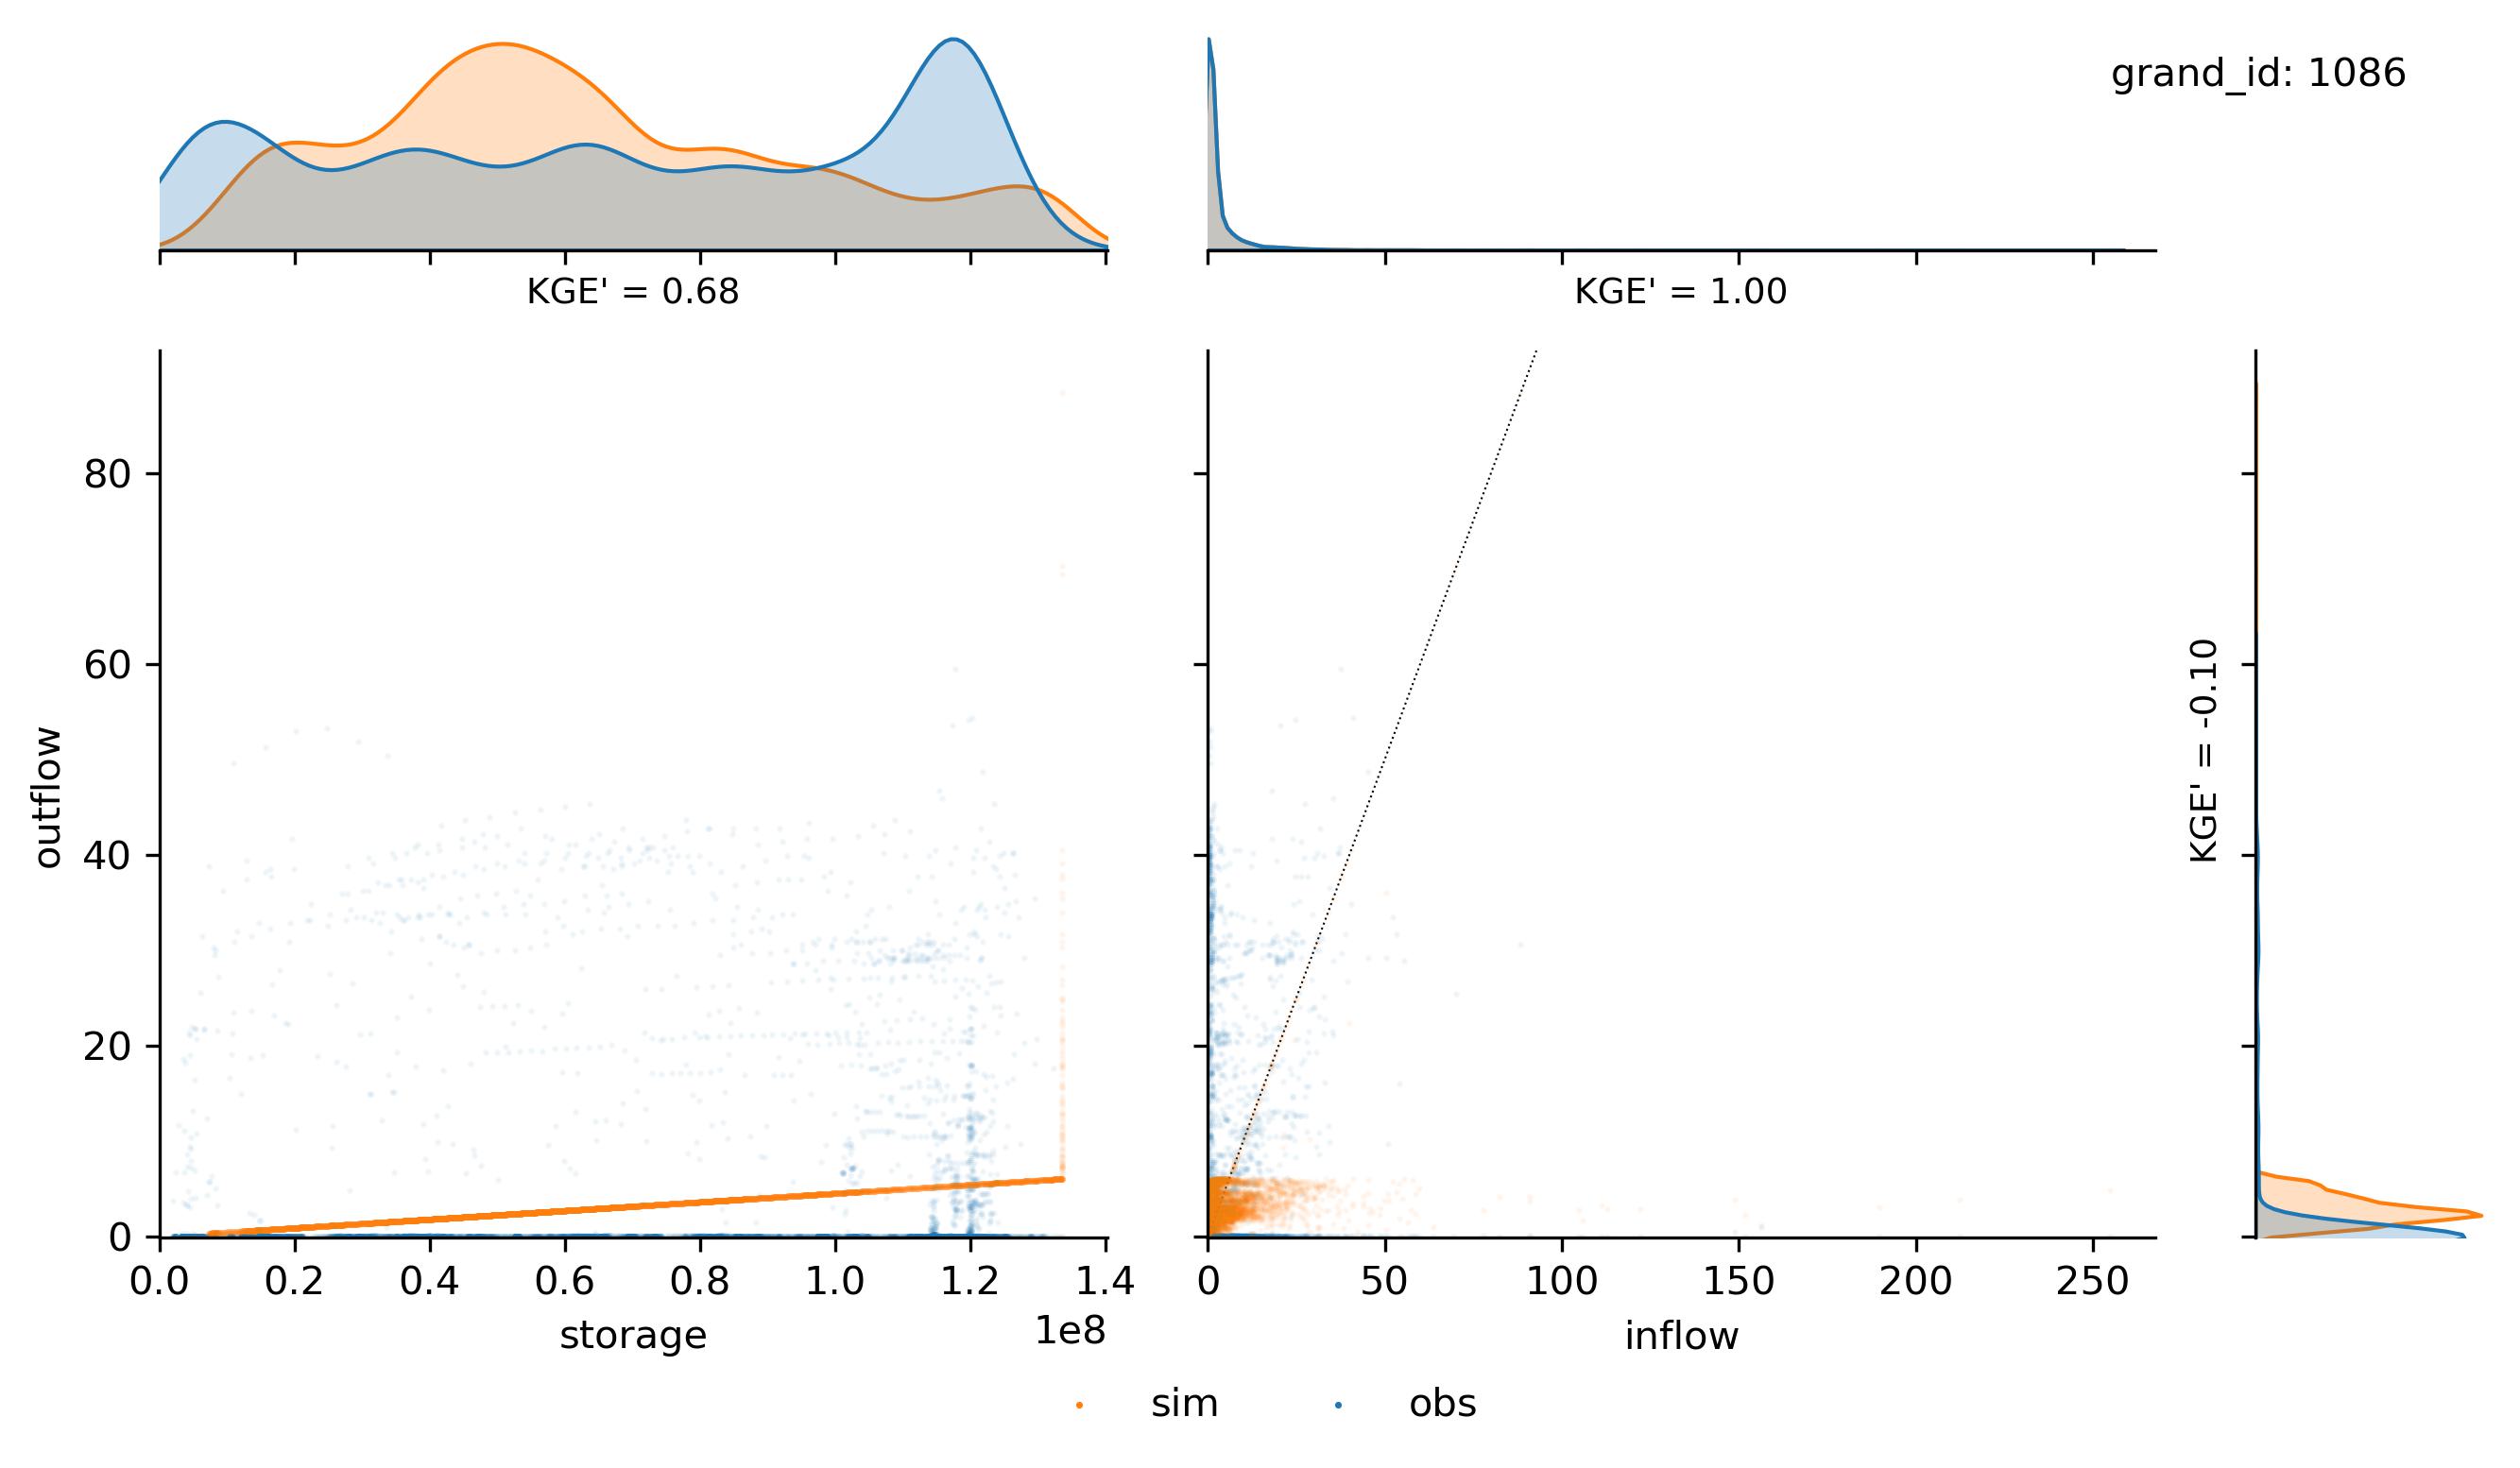 grand_id: 1086
KGE' = 0.68
KGE' = 1.00
outflow
80
60
40
20
0
KGE' = -0.10
0.0 0.2 0.4 0.6 0.8 1.0 1.2 1.4
0 50 100 150 200 250
storage
1e8
inflow
sim
obs